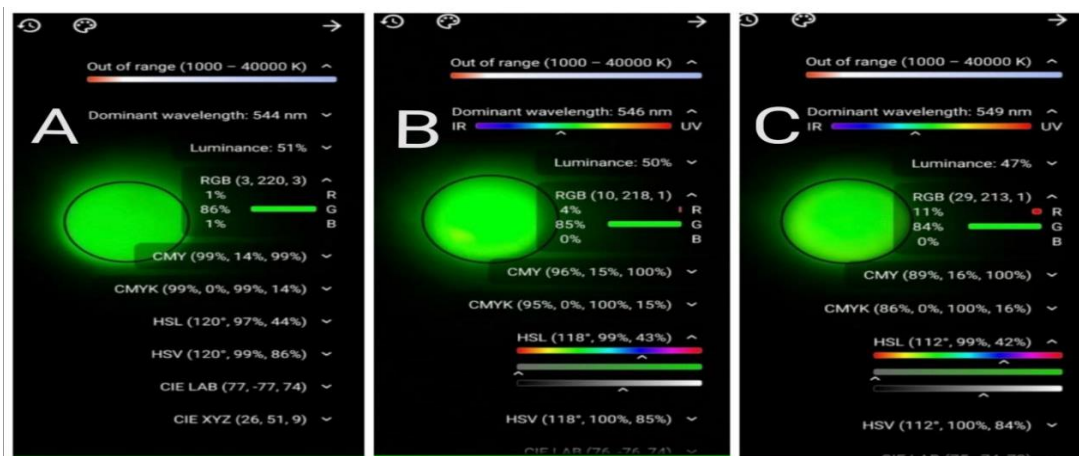 A
Out of range (1000 – 40000 K)
Dominant wavelength: 544 nm
Luminance: 51%
RGB (3, 220, 3)
1% R
86% G
1% B
CMY (99%, 14%, 99%)
CMYK (99%, 0%, 99%, 14%)
HSL (120°, 97%, 44%)
HSV (120°, 99%, 86%)
CIE LAB (77, -77, 74)
CIE XYZ (26, 51, 9)
B
Out of range (1000 – 40000 K)
Dominant wavelength: 546 nm
IR UV
Luminance: 50%
RGB (10, 218, 1)
4% R
85% G
0% B
CMY (96%, 15%, 100%)
CMYK (95%, 0%, 100%, 15%)
HSL (118°, 99%, 43%)
HSV (118°, 100%, 85%)
CIE LAB (76, -76, 74)
C
Out of range (1000 – 40000 K)
Dominant wavelength: 549 nm
IR UV
Luminance: 47%
RGB (29, 213, 1)
11% R
84% G
0% B
CMY (89%, 16%, 100%)
CMYK (86%, 0%, 100%, 16%)
HSL (112°, 99%, 42%)
HSV (112°, 100%, 84%)